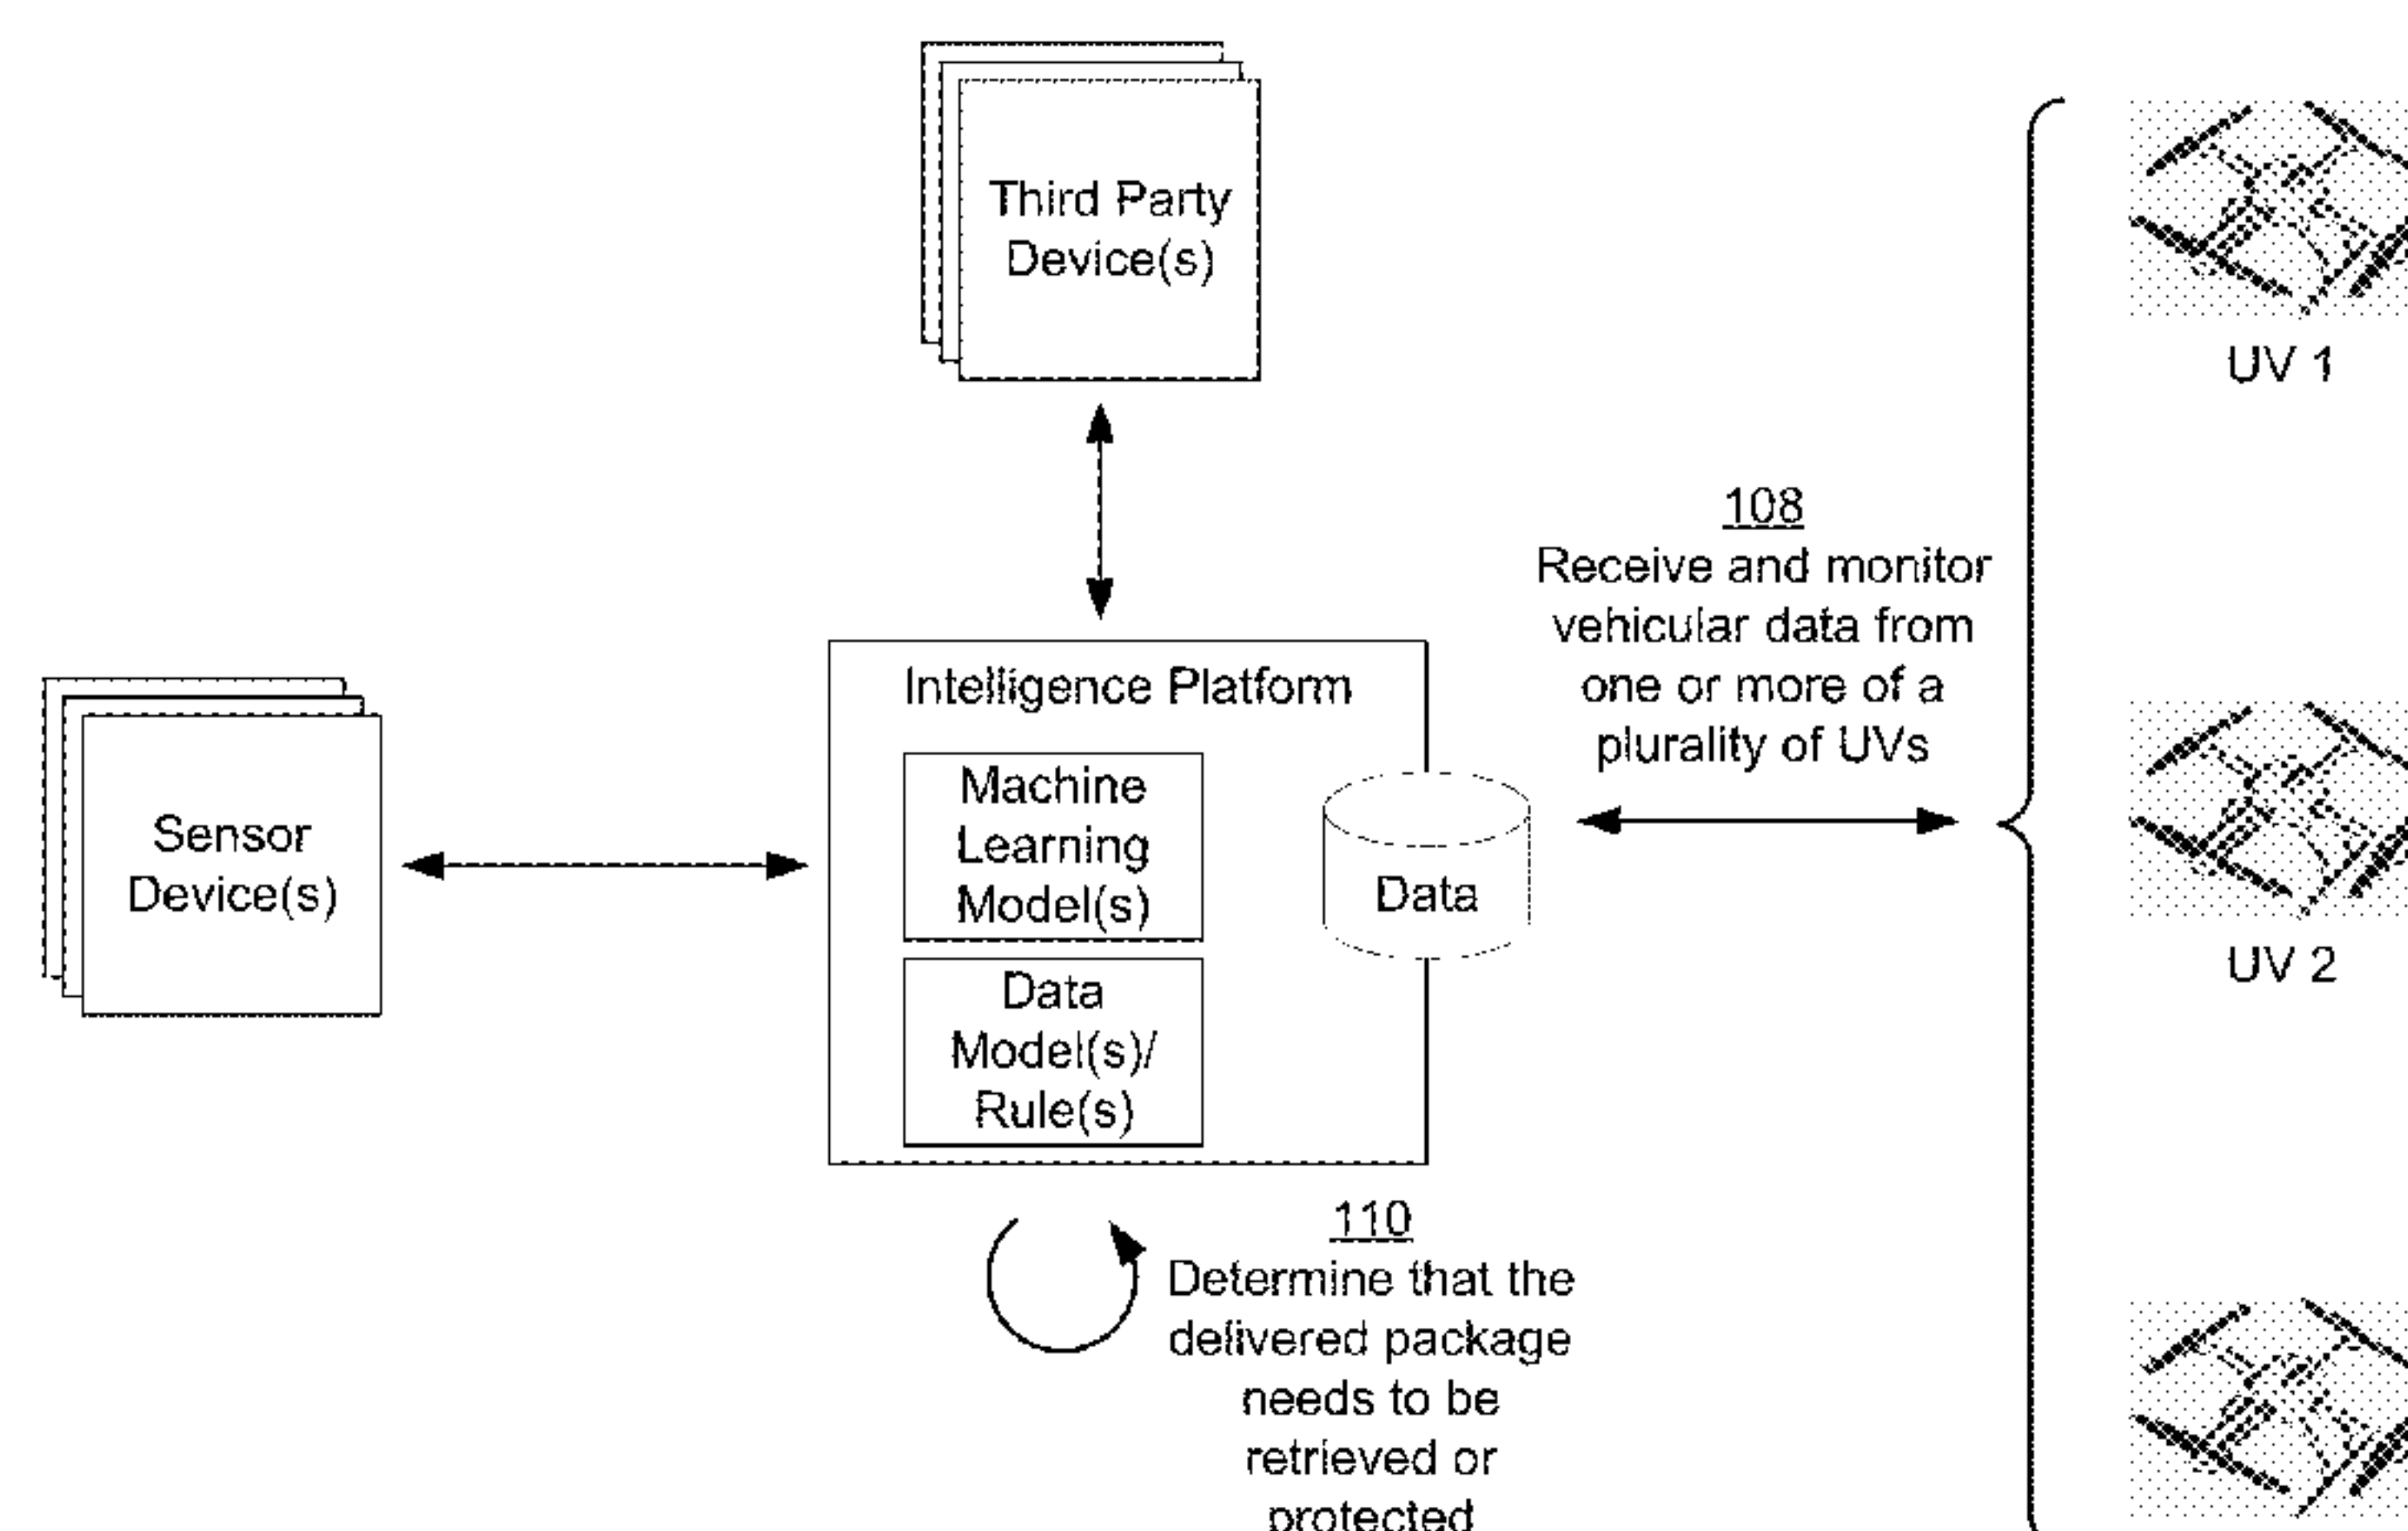 Third Party
Device(s)
UV 1
108
Receive and monitor
vehicular data from
one or more of a
plurality of UVs
Intelligence Platform
Machine
Learning
Model(s)
Data
Sensor
Device(s)
Data
Model(s)/
Rule(s)
UV 2
110
Determine that the
delivered package
needs to be
retrieved or
protected